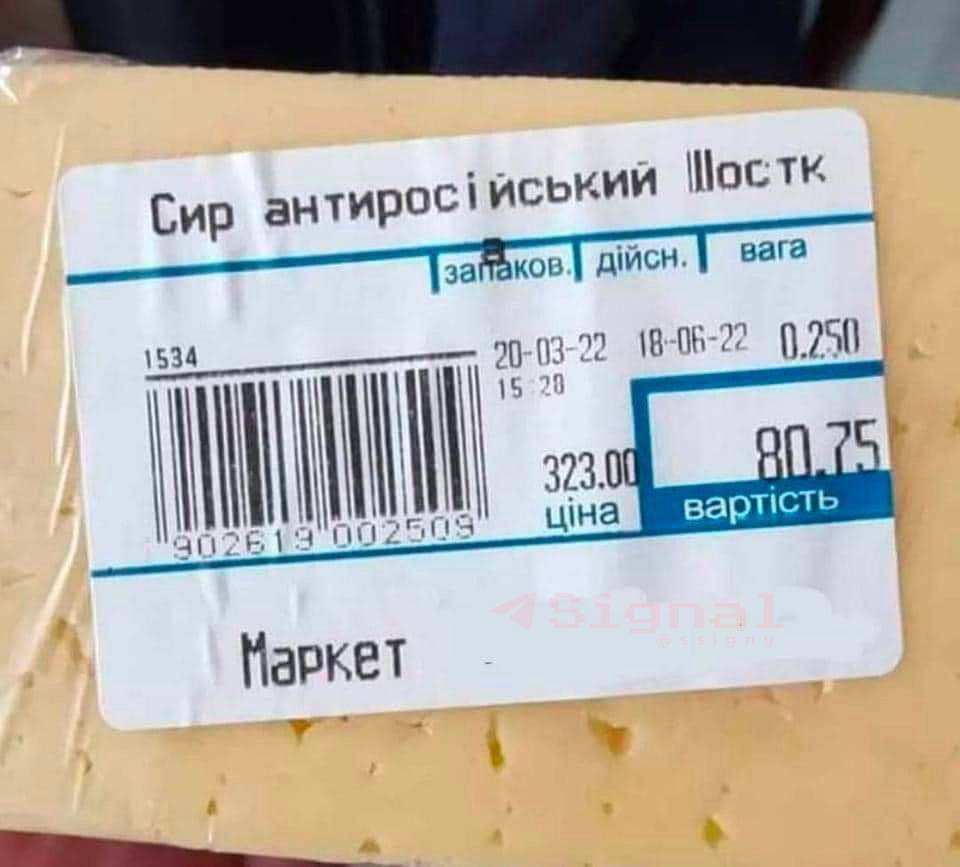 Сир антиросійський Шостк
а
запаков. дійсн. вага
1534
20-03-22 18-06-22 0.250
15:28
323.00 80.75
ціна вартість
902619 002509
Signal
Маркет